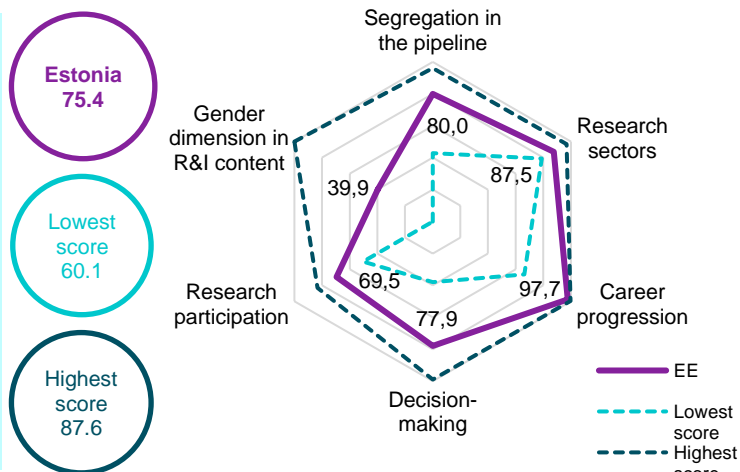 Estonia
75.4
Lowest
score
60.1
Highest
score
87.6
Segregation in
the pipeline
Gender
dimension in
R&I content
Research
sectors
80,0
87,5
39,9
69,5
97,7
77,9
Research
participation
Career
progression
Decision-
making
EE
Lowest
score
Highest
score